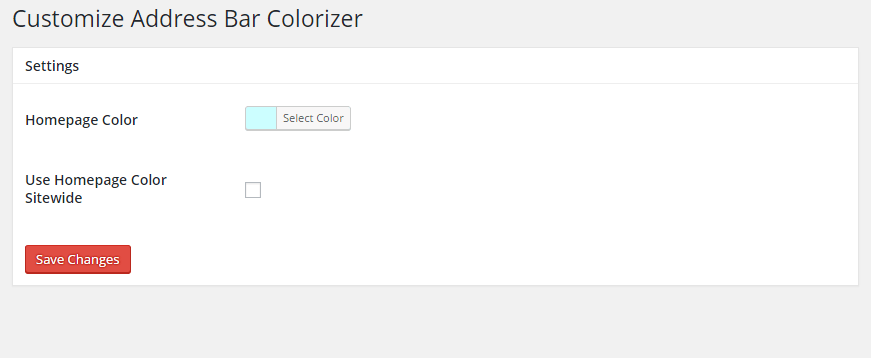 Customize Address Bar Colorizer
Settings
Homepage Color
Select Color
Use Homepage Color
Sitewide
Save Changes